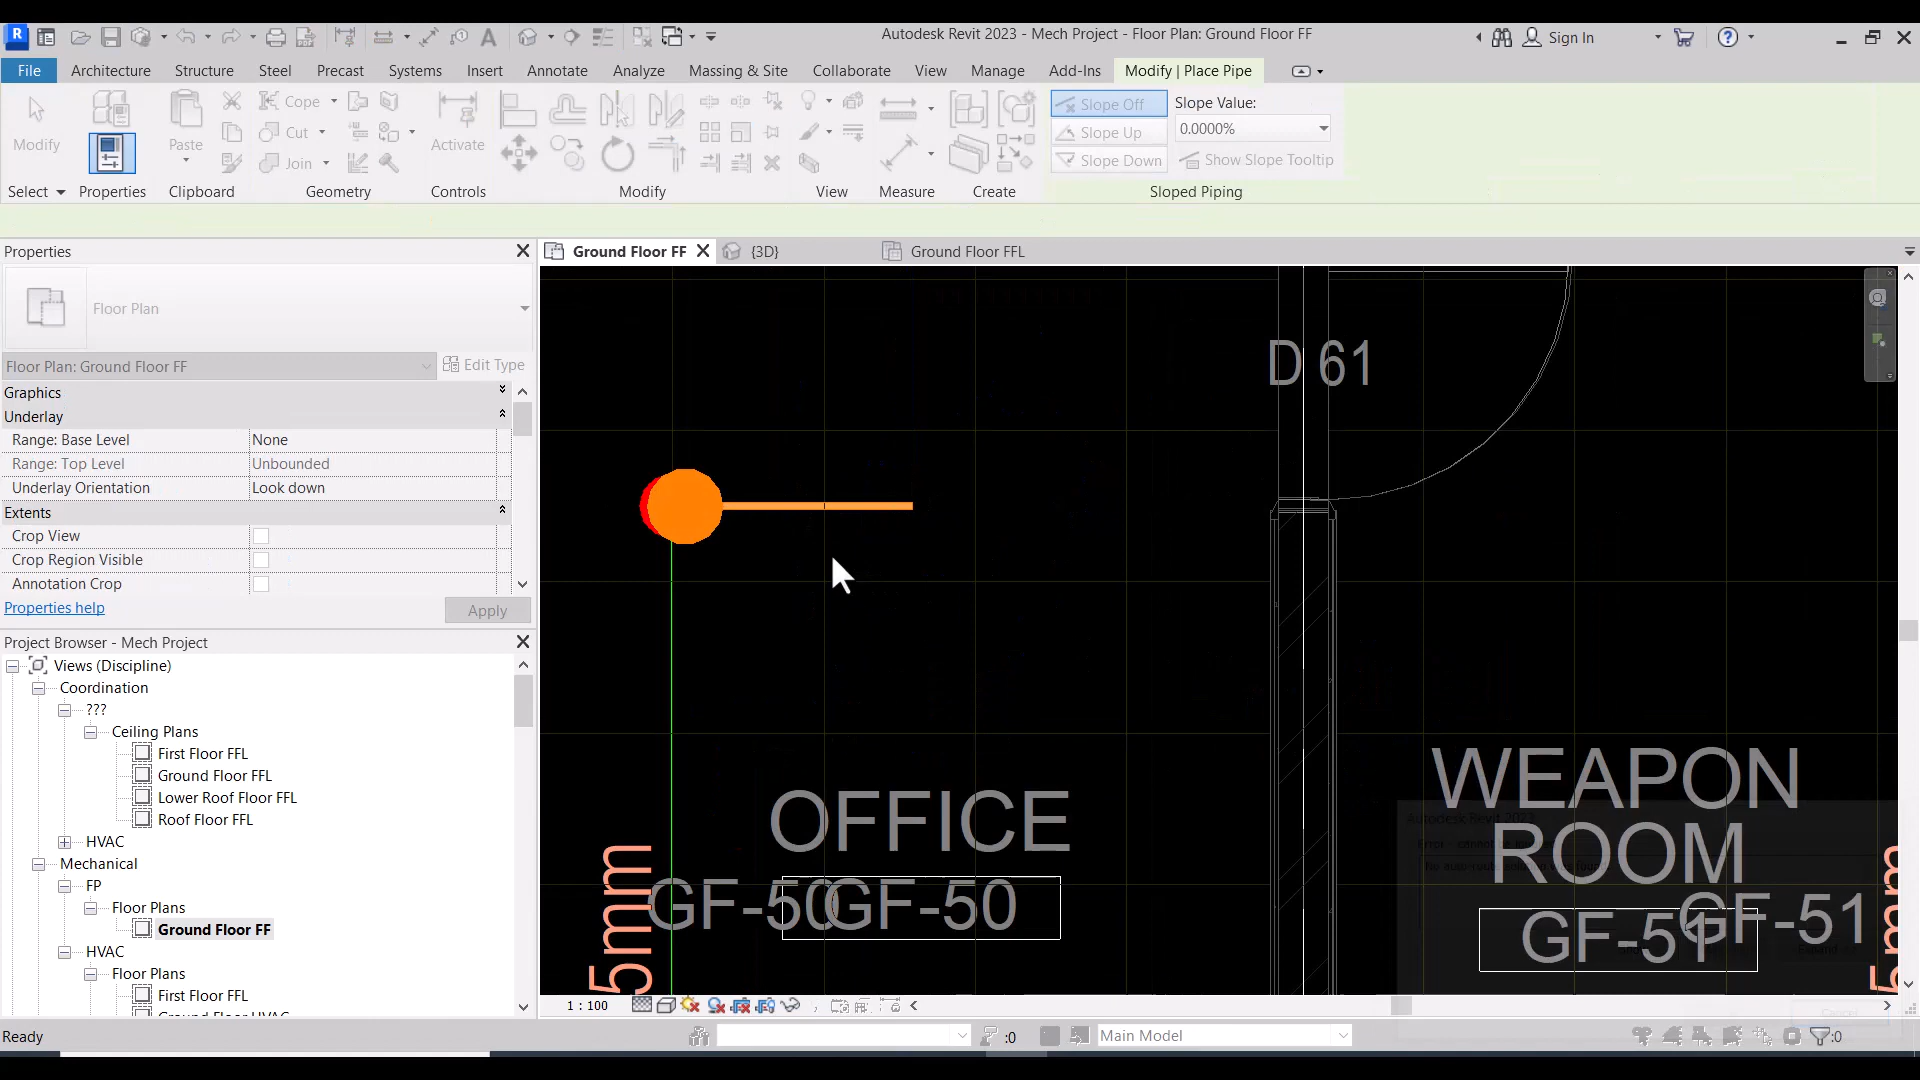 Autodesk Revit 2023 - Mech Project - Floor Plan: Ground Floor FF
Sign In
File Architecture Structure Steel Precast Systems Insert Annotate Analyze Massing & Site Collaborate View Manage Add-Ins Modify | Place Pipe
Modify
Paste
Cope
Cut
Join
Activate
Slope Off
Slope Up
Slope Down
Slope Value:
0.0000%
Show Slope Tooltip
Select Properties Clipboard Geometry Controls Modify View Measure Create Sloped Piping
Properties
Ground Floor FF
{3D}
Ground Floor FFL
Floor Plan
Floor Plan: Ground Floor FF
Edit Type
Graphics
Underlay
Range: Base Level None
Range: Top Level Unbounded
Underlay Orientation Look down
Extents
Crop View
Crop Region Visible
Annotation Crop
Properties help
Apply
Project Browser - Mech Project
Views (Discipline)
Coordination
???
Ceiling Plans
First Floor FFL
Ground Floor FFL
Lower Roof Floor FFL
Roof Floor FFL
HVAC
Mechanical
FP
Floor Plans
Ground Floor FF
HVAC
Floor Plans
First Floor FFL
Ground Floor HVAC
D 61
OFFICE
GF-50
GF-50
5mm
WEAPON
ROOM
GF-51
GF-51
5mm
Autodesk Revit 2023
1 : 100
Ready
:0
Main Model
:0